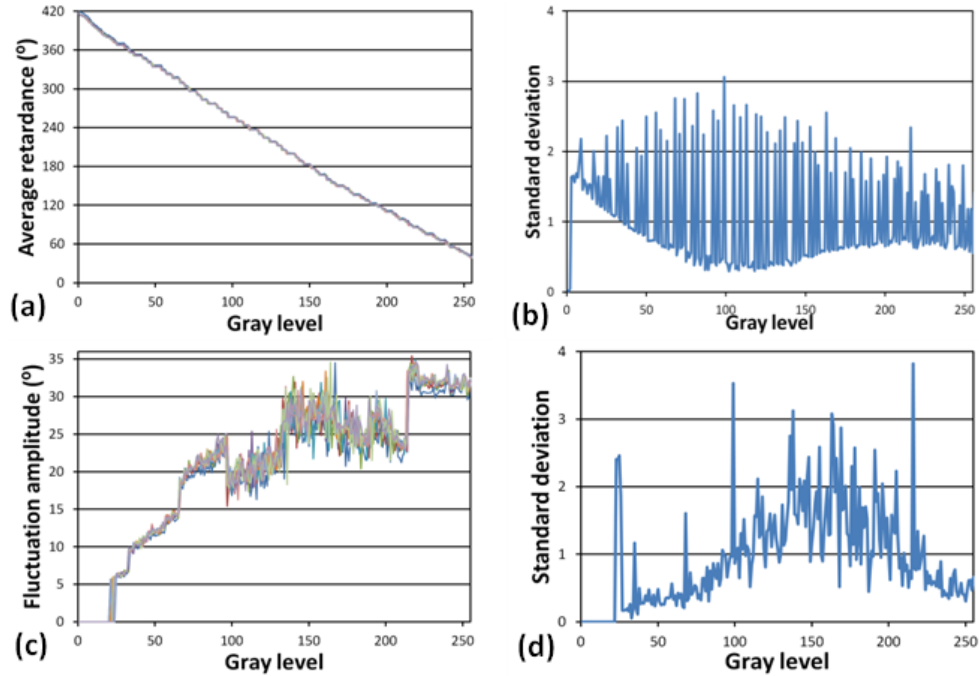 420
360
300
240
180
120
60
0
0 50 100 150 200 250
Average retardance (º)
Gray level
(a)
4
3
2
1
0
0 50 100 150 200 250
Standard deviation
Gray level
(b)
35
30
25
20
15
10
5
0
0 50 100 150 200 250
Fluctuation amplitude (º)
Gray level
(c)
4
3
2
1
0
0 50 100 150 200 250
Standard deviation
Gray level
(d)